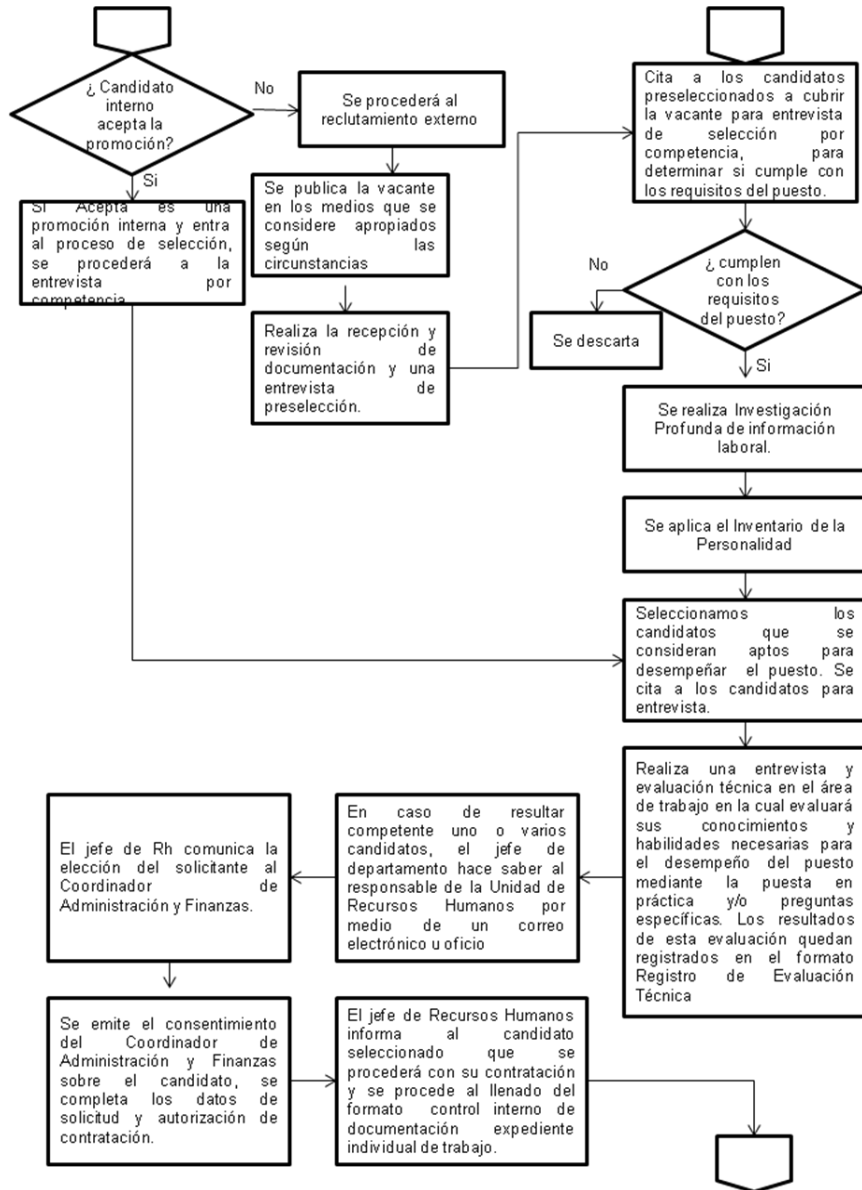 ¿ Candidato
interno
acepta la
promoción?
No
Se procederá al
reclutamiento externo
Si
Si Acepta es una
promoción interna y entra
al proceso de selección,
se procederá a la
entrevista por
competencia
Se publica la vacante
en los medios que se
considere apropiados
según las
circunstancias
Realiza la recepción y
revisión de
documentación y una
entrevista de
preselección.
Cita a los candidatos
preseleccionados a cubrir
la vacante para entrevista
de selección por
competencia, para
determinar si cumple con
los requisitos del puesto.
¿ cumplen
con los
requisitos
del puesto?
No
Se descarta
Si
Se realiza Investigación
Profunda de información
laboral.
Se aplica el Inventario de la
Personalidad
Seleccionamos los
candidatos que se
consideran aptos para
desempeñar el puesto. Se
cita a los candidatos para
entrevista.
Realiza una entrevista y
evaluación técnica en el área
de trabajo en la cual evaluará
sus conocimientos y
habilidades necesarias para
el desempeño del puesto
mediante la puesta en
práctica y/o preguntas
específicas. Los resultados
de esta evaluación quedan
registrados en el formato
Registro de Evaluación
Técnica
En caso de resultar
competente uno o varios
candidatos, el jefe de
departamento hace saber al
responsable de la Unidad de
Recursos Humanos por
medio de un correo
electrónico u oficio
El jefe de Rh comunica la
elección del solicitante al
Coordinador de
Administración y Finanzas.
Se emite el consentimiento
del Coordinador de
Administración y Finanzas
sobre el candidato, se
completa los datos de
solicitud y autorización de
contratación.
El jefe de Recursos Humanos
informa al candidato
seleccionado que se
procederá con su contratación
y se procede al llenado del
formato control interno de
documentación expediente
individual de trabajo.